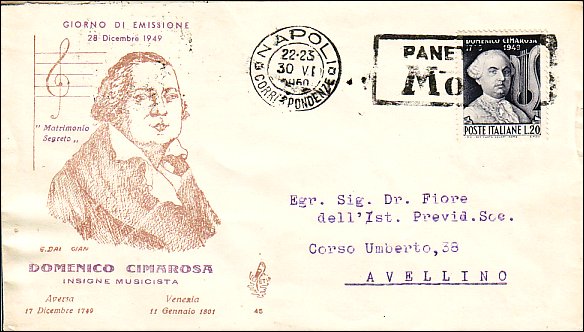 GIORNO DI EMISSIONE
28 Dicembre 1949
"Matrimonio
Segreto"
E. DAL GIAN
DOMENICO CIMAROSA
INSIGNE MUSICISTA
Aversa
17 Dicembre 1749
Venezia
11 Gennaio 1801
45
NAPOLI
22-23
30 VI
1950
CORRISPONDENZE
PANET
Mo
DOMENICO CIMAROSA
1949
POSTE ITALIANE L.20
Egr. Sig. Dr. Fiore
dell'Ist. Previd.Soc.
Corso Umberto,38
AVELLINO